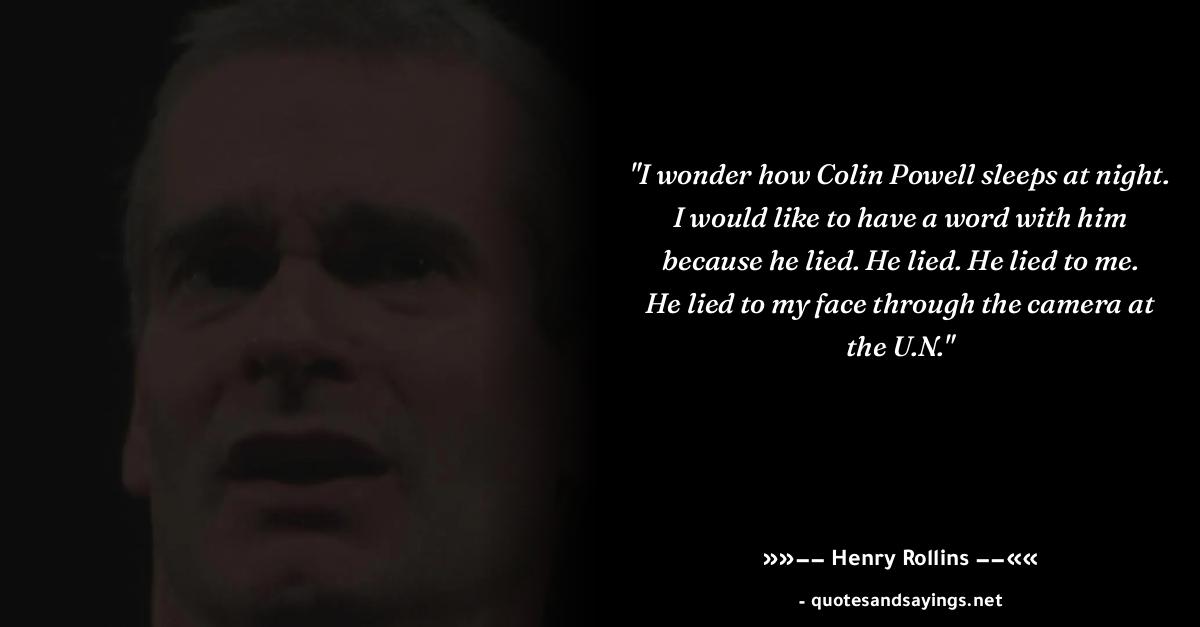 "I wonder how Colin Powell sleeps at night.
I would like to have a word with him
because he lied. He lied. He lied to me.
He lied to my face through the camera at
the U.N."
»»–– Henry Rollins ––««
- quotesandsayings.net